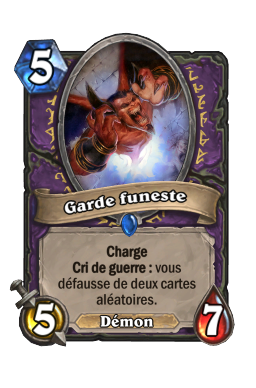 5
Garde funeste
Charge
Cri de guerre : vous
défausse de deux cartes
aléatoires.
5
Démon
7